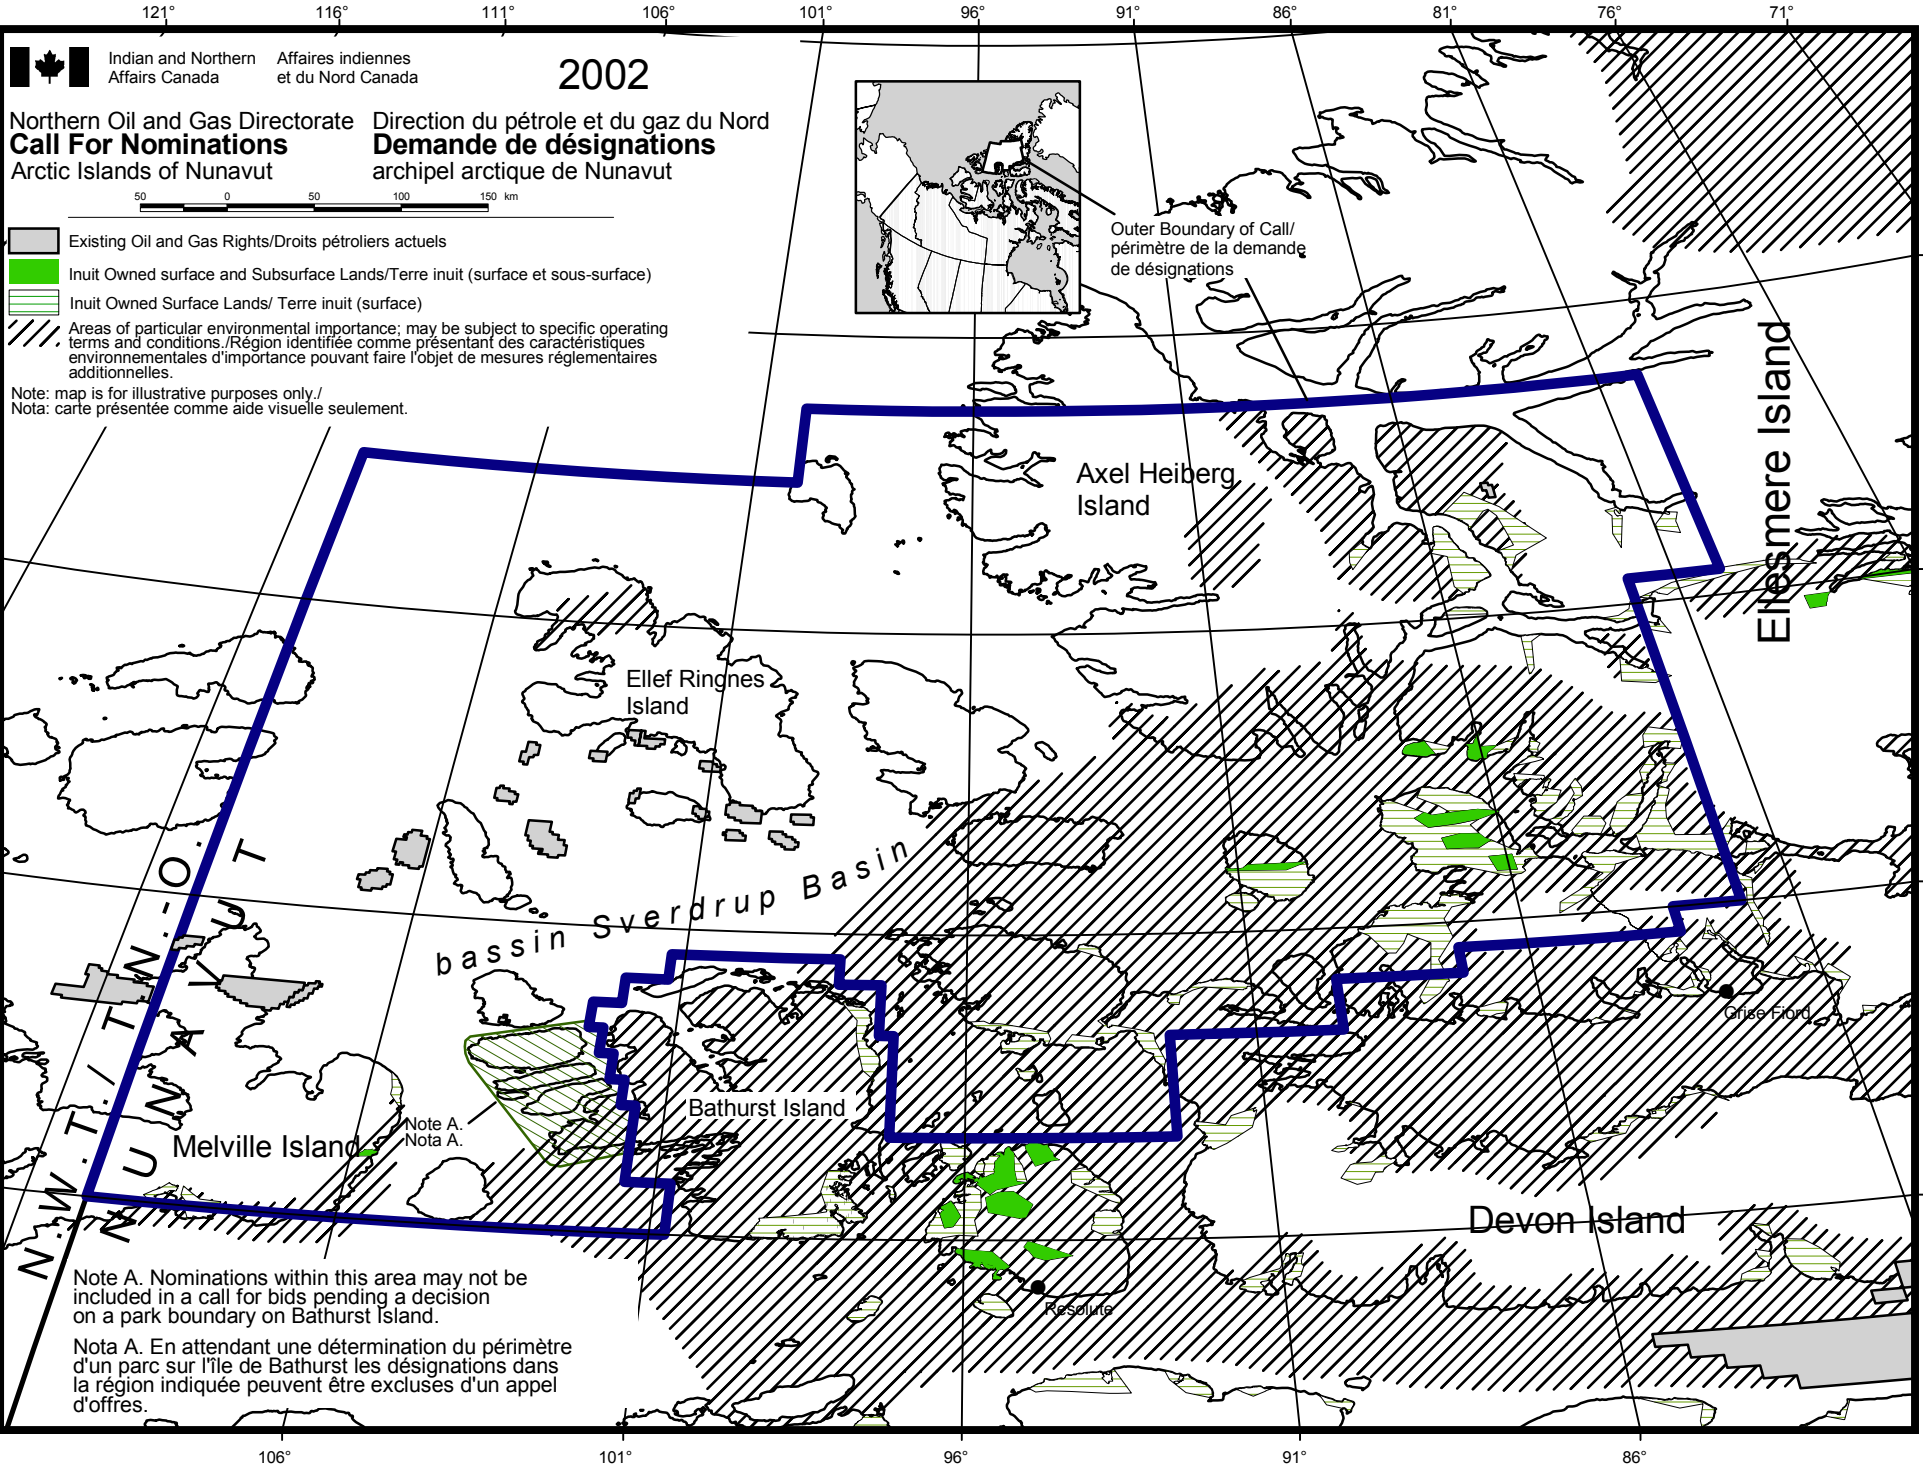 121° 116° 111° 106° 101° 96° 91° 86° 81° 76° 71°
Indian and Northern
Affairs Canada
Affaires indiennes
et du Nord Canada
2002
Northern Oil and Gas Directorate
Call For Nominations
Arctic Islands of Nunavut
Direction du pétrole et du gaz du Nord
Demande de désignations
archipel arctique de Nunavut
50 0 50 100 150 km
Existing Oil and Gas Rights/Droits pétroliers actuels
Inuit Owned surface and Subsurface Lands/Terre inuit (surface et sous-surface)
Inuit Owned Surface Lands/ Terre inuit (surface)
Areas of particular environmental importance; may be subject to specific operating
terms and conditions./Région identifiée comme présentant des caractéristiques
environnementales d'importance pouvant faire l'objet de mesures réglementaires
additionnelles.
Note: map is for illustrative purposes only./
Nota: carte présentée comme aide visuelle seulement.
Outer Boundary of Call/
périmètre de la demande
de désignations
Ellesmere Island
Axel Heiberg
Island
Ellef Ringnes
Island
bassin Sverdrup Basin
N.W.T./T.N.-O.
NUNAVUT
Grise Fiord
Bathurst Island
Note A.
Nota A.
Melville Island
Devon Island
Resolute
Note A. Nominations within this area may not be
included in a call for bids pending a decision
on a park boundary on Bathurst Island.
Nota A. En attendant une détermination du périmètre
d'un parc sur l'île de Bathurst les désignations dans
la région indiquée peuvent être excluses d'un appel
d'offres.
106° 101° 96° 91° 86°